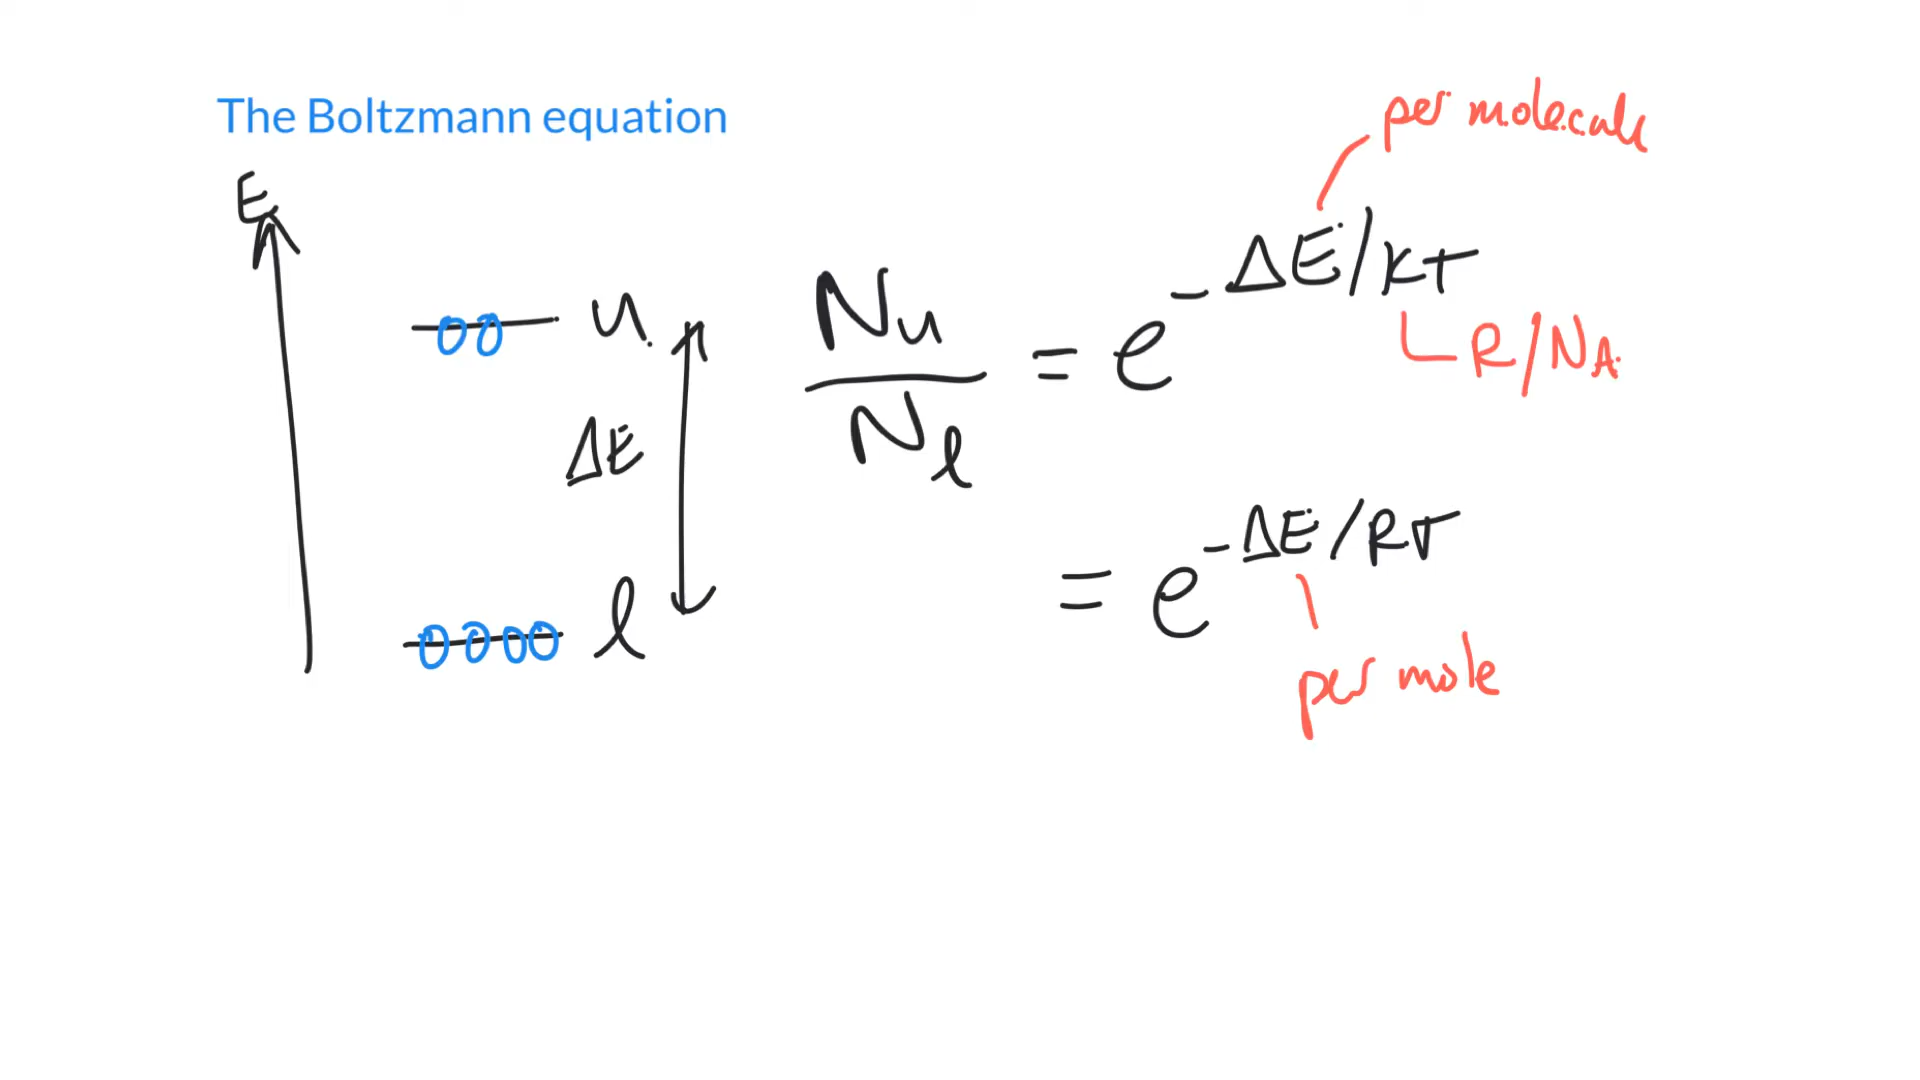 The Boltzmann equation
per molecule
E
u
ΔE
l
Nu
Nl
= e -ΔE/kT
R/NA
= e -ΔE/RT
per mole